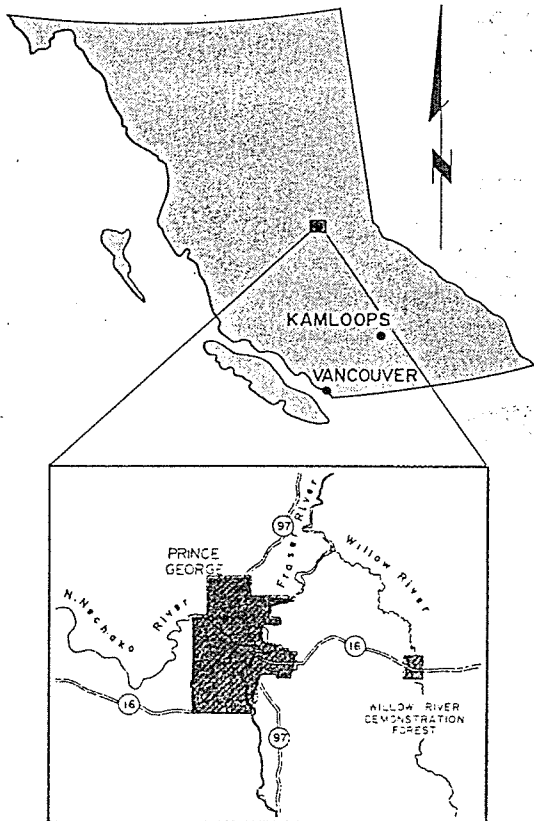 N
KAMLOOPS
VANCOUVER
97
Fraser River
Willow River
PRINCE
GEORGE
N. Nechako River
16
16
WILLOW RIVER
DEMONSTRATION
FOREST
97